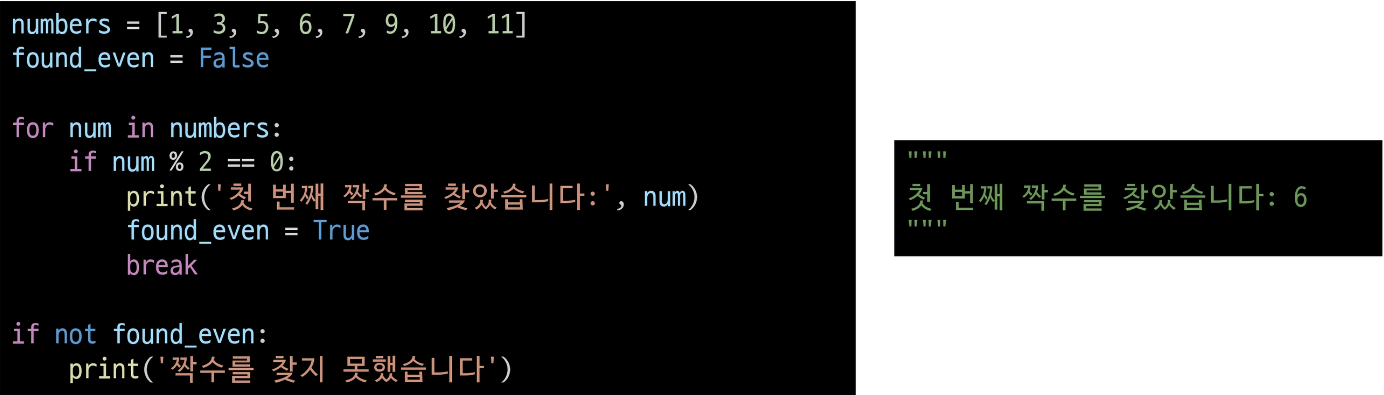 numbers = [1, 3, 5, 6, 7, 9, 10, 11]
found_even = False

for num in numbers:
    if num % 2 == 0:
        print('첫 번째 짝수를 찾았습니다:', num)
        found_even = True
        break

if not found_even:
    print('짝수를 찾지 못했습니다')

"""
첫 번째 짝수를 찾았습니다: 6
"""